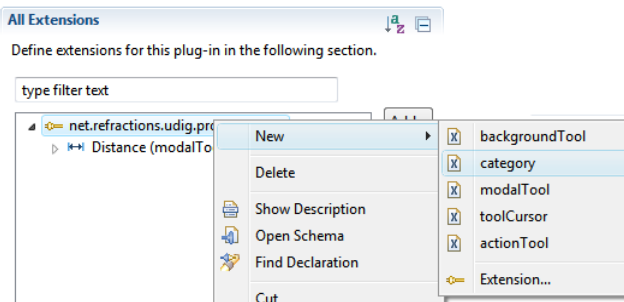 All Extensions
Define extensions for this plug-in in the following section.
type filter text
net.refractions.udig.pro
Distance (modalToo
New
Delete
Show Description
Open Schema
Find Declaration
Cut
backgroundTool
category
modalTool
toolCursor
actionTool
Extension...